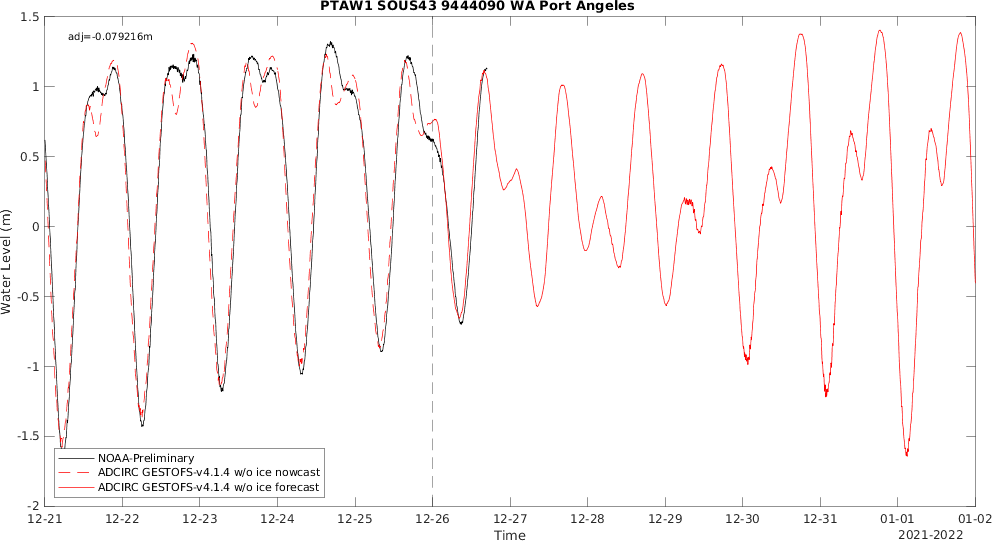 PTAW1 SOUS43 9444090 WA Port Angeles
adj=-0.079216m
1.5
1
0.5
0
-0.5
-1
-1.5
-2
Water Level (m)
NOAA-Preliminary
ADCIRC GESTOFS-v4.1.4 w/o ice nowcast
ADCIRC GESTOFS-v4.1.4 w/o ice forecast
12-21 12-22 12-23 12-24 12-25 12-26 12-27 12-28 12-29 12-30 12-31 01-01 01-02
Time
2021-2022